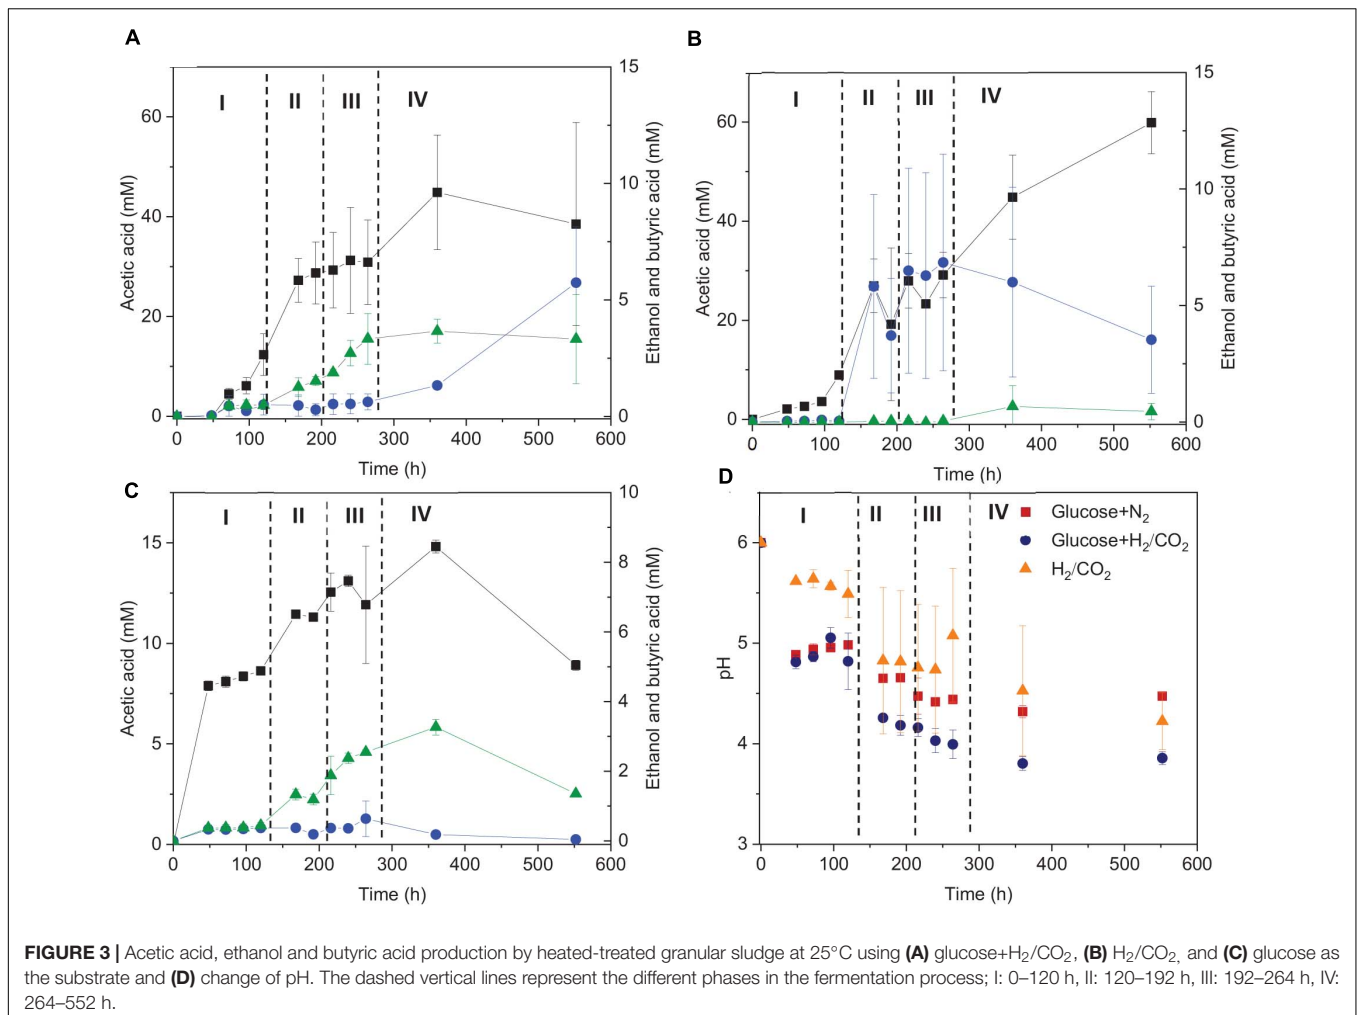 A
I II III IV
Acetic acid (mM)
60
40
20
0
15
10
5
0
Ethanol and butyric acid (mM)
0 100 200 300 400 500 600
Time (h)
B
I II III IV
Acetic acid (mM)
60
40
20
0
15
10
5
0
Ethanol and butyric acid (mM)
0 100 200 300 400 500 600
Time (h)
C
I II III IV
Acetic acid (mM)
15
10
5
0
10
8
6
4
2
0
Ethanol and butyric acid (mM)
0 100 200 300 400 500 600
Time (h)
D
I II III IV
Glucose+N2
Glucose+H2/CO2
H2/CO2
pH
6
5
4
3
0 100 200 300 400 500 600
Time (h)
FIGURE 3 | Acetic acid, ethanol and butyric acid production by heated-treated granular sludge at 25°C using (A) glucose+H2/CO2, (B) H2/CO2, and (C) glucose as
the substrate and (D) change of pH. The dashed vertical lines represent the different phases in the fermentation process; I: 0–120 h, II: 120–192 h, III: 192–264 h, IV:
264–552 h.